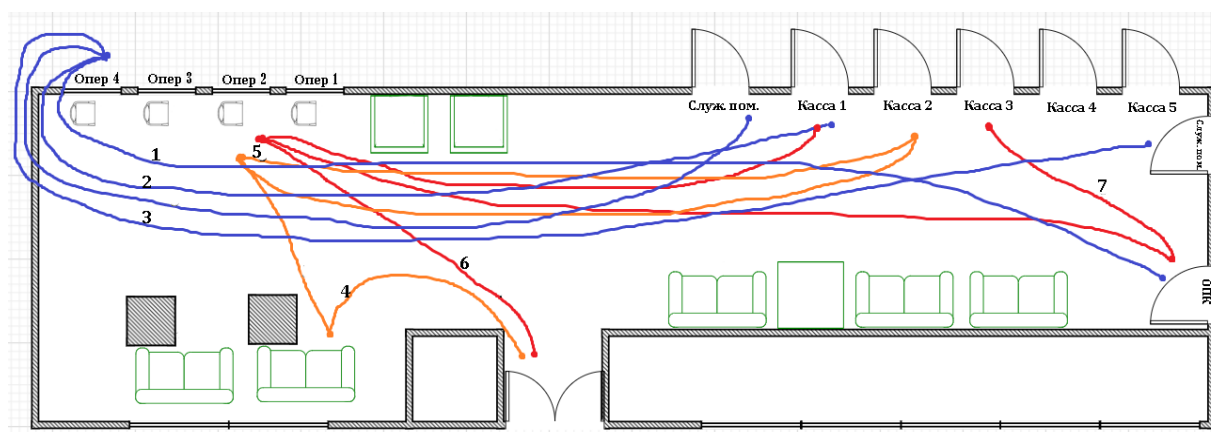 Опер 4
Опер 3
Опер 2
Опер 1
Служ. пом.
Касса 1
Касса 2
Касса 3
Касса 4
Касса 5
Служ. пом.
1
5
2
7
3
6
4
ОПК